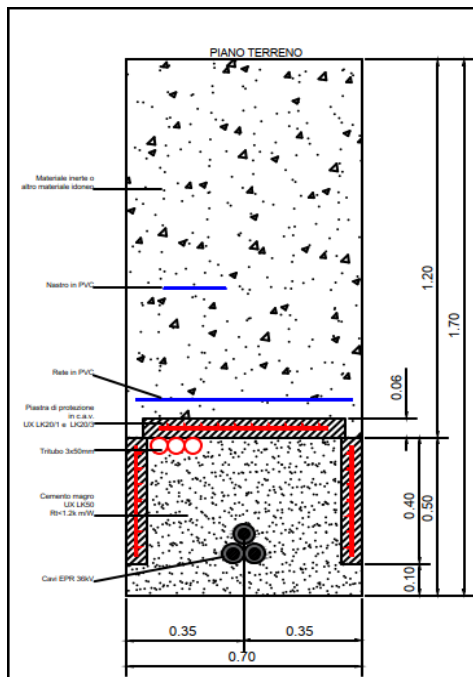 PIANO TERRENO
Materiale inerte o
altro materiale idoneo
Nastro in PVC
Rete in PVC
Piastra di protezione
in c.a.v.
UX LK20/1 e LK20/3
Tritubo 3x50mm
Cemento magro
UX LK50
Rt<1.2k m/W
Cavi EPR 36kV
1.20
1.70
0.06
0.40
0.50
0.10
0.35
0.35
0.70